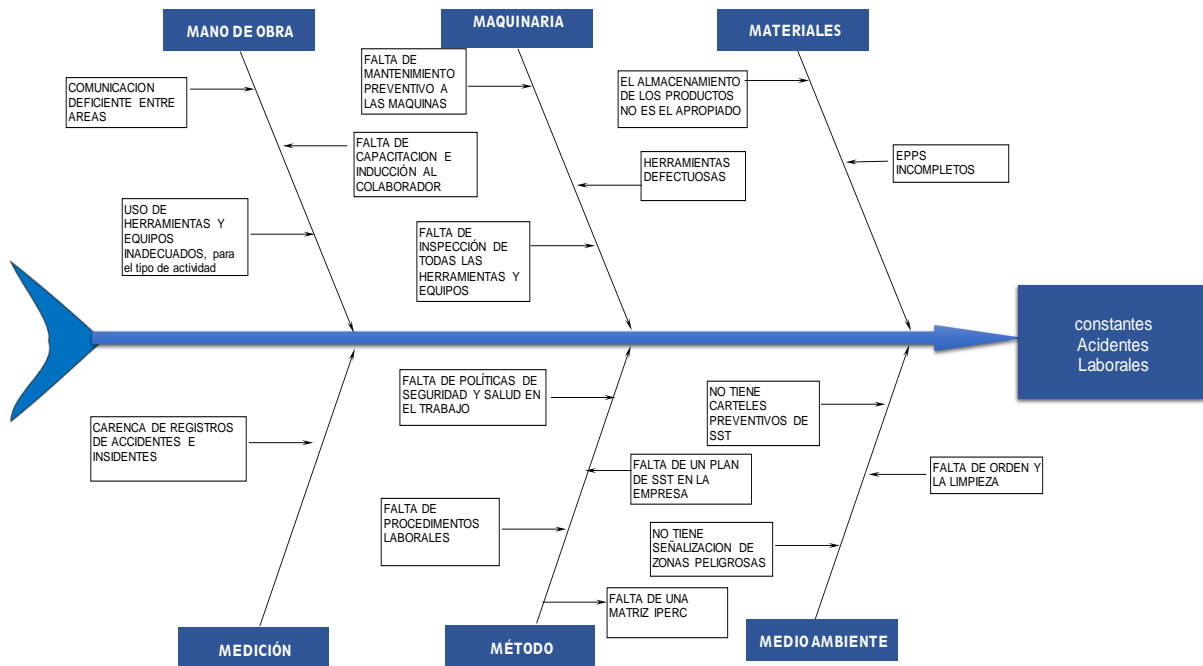 MANO DE OBRA
MAQUINARIA
MATERIALES
COMUNICACION
DEFICIENTE ENTRE
AREAS
FALTA DE
CAPACITACION E
INDUCCIÓN AL
COLABORADOR
USO DE
HERRAMIENTAS Y
EQUIPOS
INADECUADOS, para
el tipo de actividad
FALTA DE
MANTENIMIENTO
PREVENTIVO A
LAS MAQUINAS
HERRAMIENTAS
DEFECTUOSAS
FALTA DE
INSPECCIÓN DE
TODAS LAS
HERRAMIENTAS Y
EQUIPOS
EL ALMACENAMIENTO
DE LOS PRODUCTOS
NO ES EL APROPIADO
EPPS
INCOMPLETOS
constantes
Acidentes
Laborales
CARENCA DE REGISTROS
DE ACCIDENTES E
INSIDENTES
FALTA DE POLÍTICAS DE
SEGURIDAD Y SALUD EN
EL TRABAJO
FALTA DE UN PLAN
DE SST EN LA
EMPRESA
FALTA DE
PROCEDIMENTOS
LABORALES
FALTA DE UNA
MATRIZ IPERC
NO TIENE
CARTELES
PREVENTIVOS DE
SST
FALTA DE ORDEN Y
LA LIMPIEZA
NO TIENE
SEÑALIZACION DE
ZONAS PELIGROSAS
MEDICIÓN
MÉTODO
MEDIO AMBIENTE